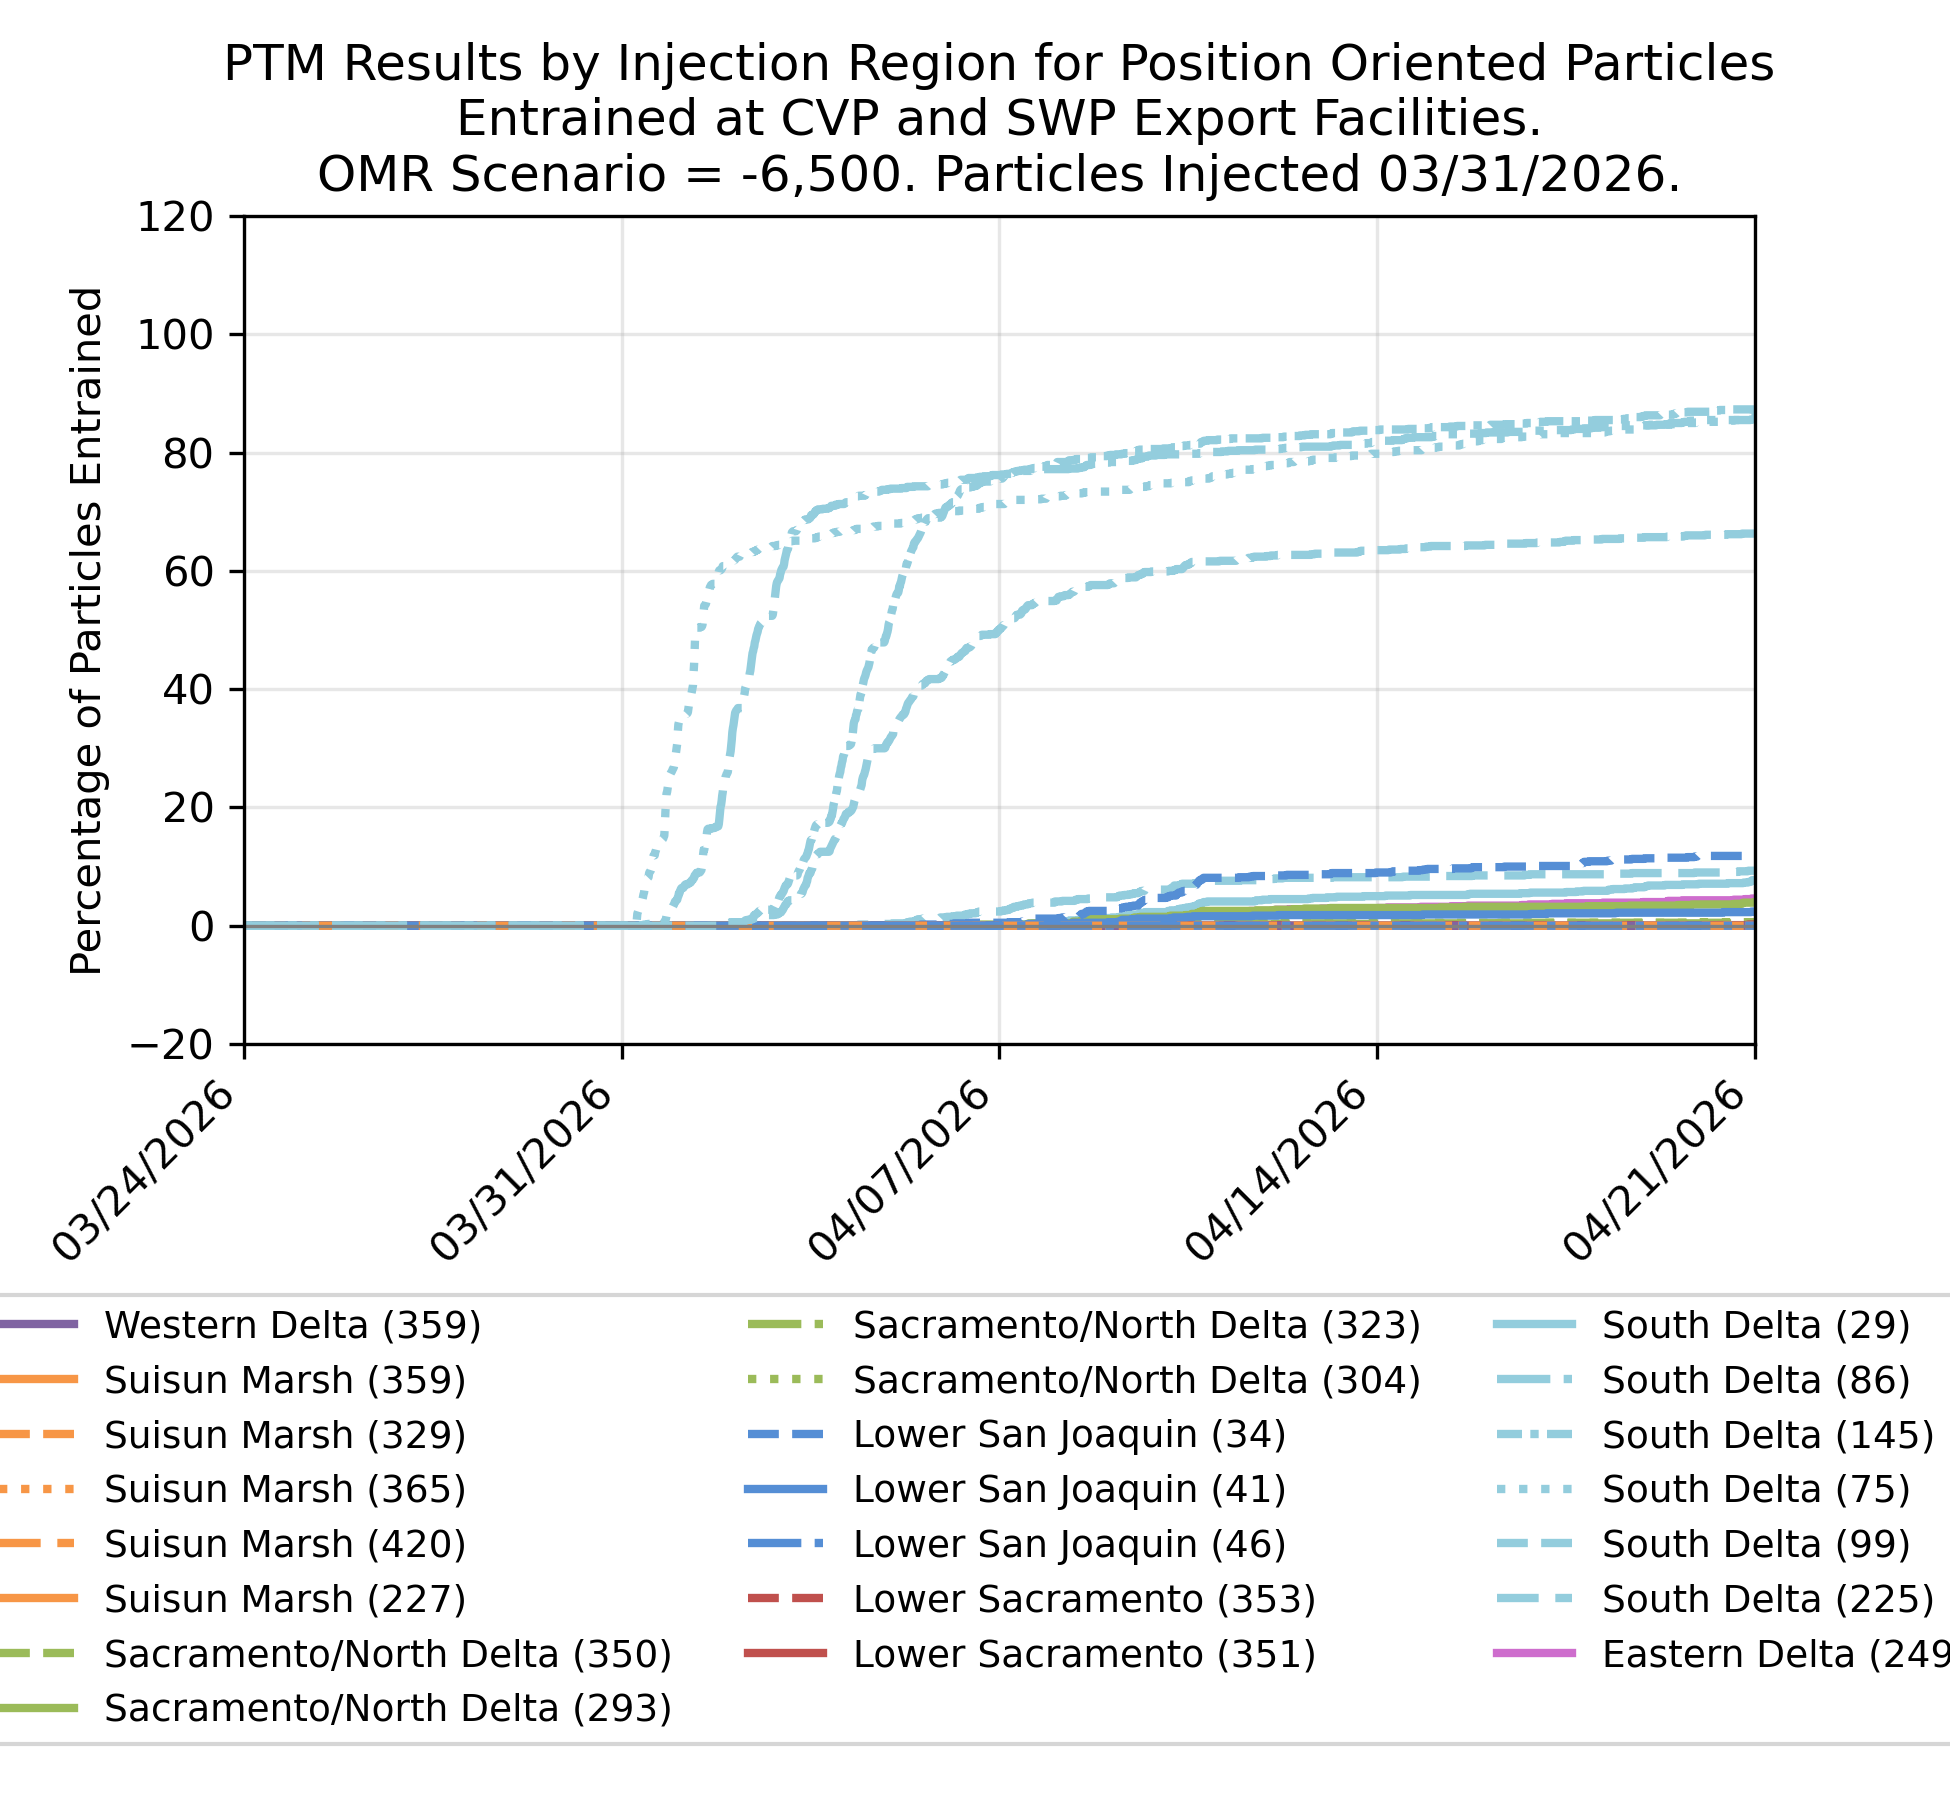 PTM Results by Injection Region for Position Oriented Particles
Entrained at CVP and SWP Export Facilities.
OMR Scenario = -6,500. Particles Injected 03/31/2026.
Percentage of Particles Entrained
120
100
80
60
40
20
0
−20
03/24/2026
03/31/2026
04/07/2026
04/14/2026
04/21/2026
Western Delta (359)
Suisun Marsh (359)
Suisun Marsh (329)
Suisun Marsh (365)
Suisun Marsh (420)
Suisun Marsh (227)
Sacramento/North Delta (350)
Sacramento/North Delta (293)
Sacramento/North Delta (323)
Sacramento/North Delta (304)
Lower San Joaquin (34)
Lower San Joaquin (41)
Lower San Joaquin (46)
Lower Sacramento (353)
Lower Sacramento (351)
South Delta (29)
South Delta (86)
South Delta (145)
South Delta (75)
South Delta (99)
South Delta (225)
Eastern Delta (249